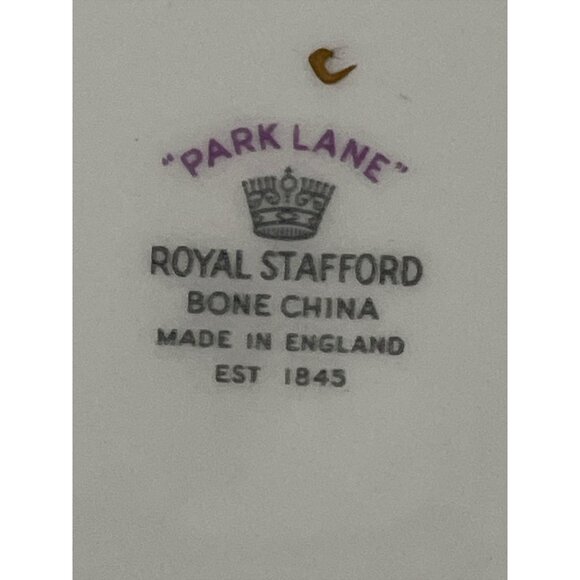 "PARK LANE"
ROYAL STAFFORD
BONE CHINA
MADE IN ENGLAND
EST 1845